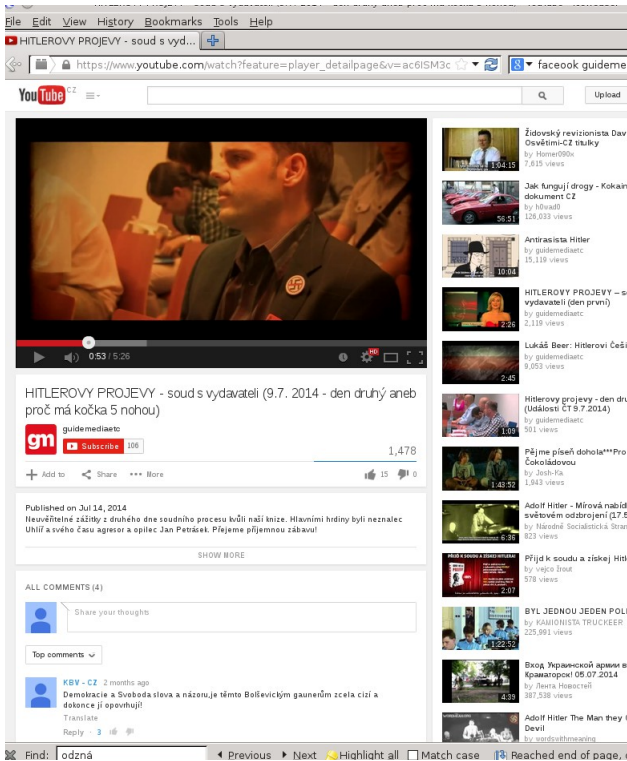 File Edit View History Bookmarks Tools Help
HITLEROVY PROJEVY - soud s vyd...
https://www.youtube.com/watch?feature=player_detailpage&v=ac6ISM3c
faceook guideme
YouTube CZ
Upload
0:53 / 5:26
HD
HITLEROVY PROJEVY - soud s vydavateli (9.7. 2014 - den druhý aneb
proč má kočka 5 nohou)
gm
guidemediaetc
Subscribe 106
1,478
Add to Share More
15 0
Published on Jul 14, 2014
Neuvěřitelné zážitky z druhého dne soudního procesu kvůli naší knize. Hlavními hrdiny byli neznalec
Uhlíř a svého času agresor a opilec Jan Petrásek. Přejeme příjemnou zábavu!
SHOW MORE
ALL COMMENTS (4)
Share your thoughts
Top comments
KBV - CZ 2 months ago
Demokracie a Svoboda slova a názoru,je těmto Bolševickým gaunerům zcela cizí a
dokonce jí opovrhují!
Translate
Reply · 3
Židovský revizionista Dav
Osvětimi-CZ titulky
by Homer090x
7,615 views
1:04:15
Jak fungují drogy - Kokain
dokument CZ
by h0vad0
126,033 views
56:51
Antirasista Hitler
by guidemediaetc
15,119 views
10:04
HITLEROVY PROJEVY – so
vydavateli (den první)
by guidemediaetc
2,119 views
2:26
Lukáš Beer: Hitlerovi Češi
by guidemediaetc
9,053 views
2:45
Hitlerovy projevy - den dru
(Události ČT 9.7.2014)
by guidemediaetc
501 views
1:09
Pějme píseň dohola***Pro
Čokoládovou
by Josh-Ka
1,843 views
1:43:52
Adolf Hitler - Mírová nabíd
světovém odzbrojení (17.5
by Národně Socialistická Stran
823 views
6:36
Přijd k soudu a získej Hitl
by vejco žrout
578 views
PŘIJĎ K SOUDU A ZÍSKEJ HITLERA!
2:07
BYL JEDNOU JEDEN POLI
by KAMIONISTA TRUCKEER
225,991 views
1:22:52
Вход Украинской армии в
Краматорск! 05.07.2014
by Лента Новостей
387,538 views
4:39
Adolf Hitler The Man they
Devil
by wordswithmeaning
Find: odzná Previous Next Highlight all Match case Reached end of page,